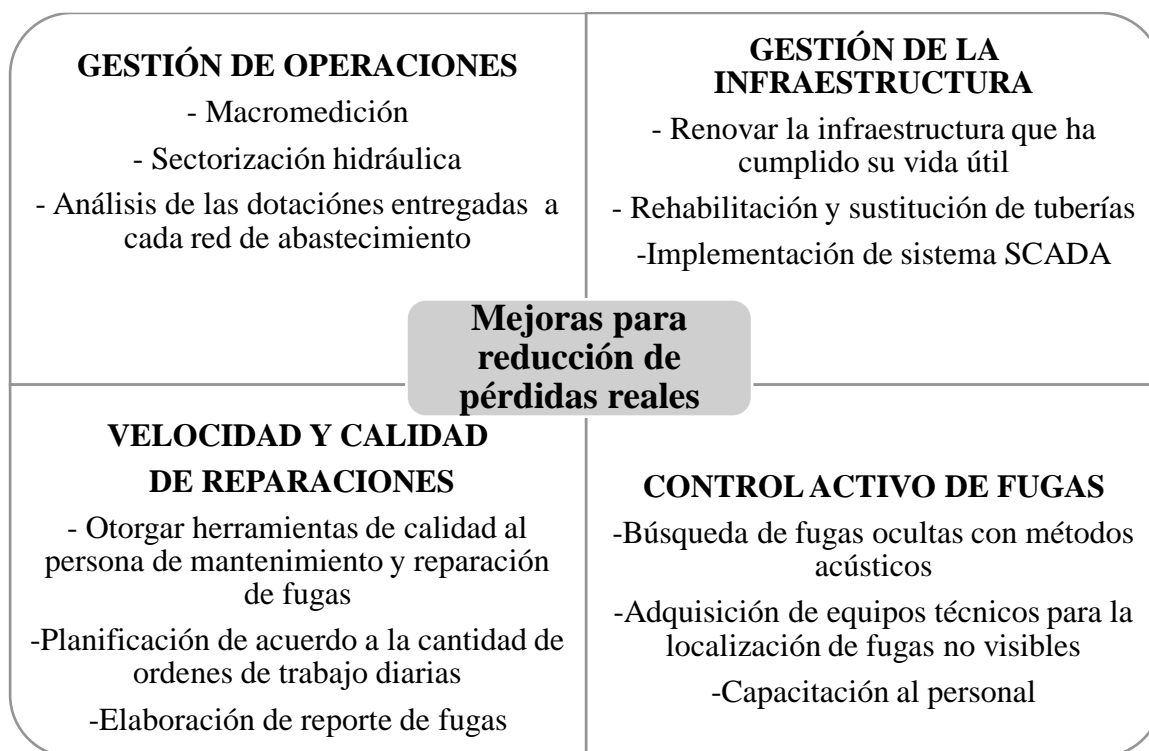 GESTIÓN DE OPERACIONES
- Macromedición
- Sectorización hidráulica
- Análisis de las dotaciónes entregadas a
cada red de abastecimiento
GESTIÓN DE LA
INFRAESTRUCTURA
- Renovar la infraestructura que ha
cumplido su vida útil
- Rehabilitación y sustitución de tuberías
-Implementación de sistema SCADA
Mejoras para
reducción de
pérdidas reales
VELOCIDAD Y CALIDAD
DE REPARACIONES
- Otorgar herramientas de calidad al
persona de mantenimiento y reparación
de fugas
-Planificación de acuerdo a la cantidad de
ordenes de trabajo diarias
-Elaboración de reporte de fugas
CONTROL ACTIVO DE FUGAS
-Búsqueda de fugas ocultas con métodos
acústicos
-Adquisición de equipos técnicos para la
localización de fugas no visibles
-Capacitación al personal